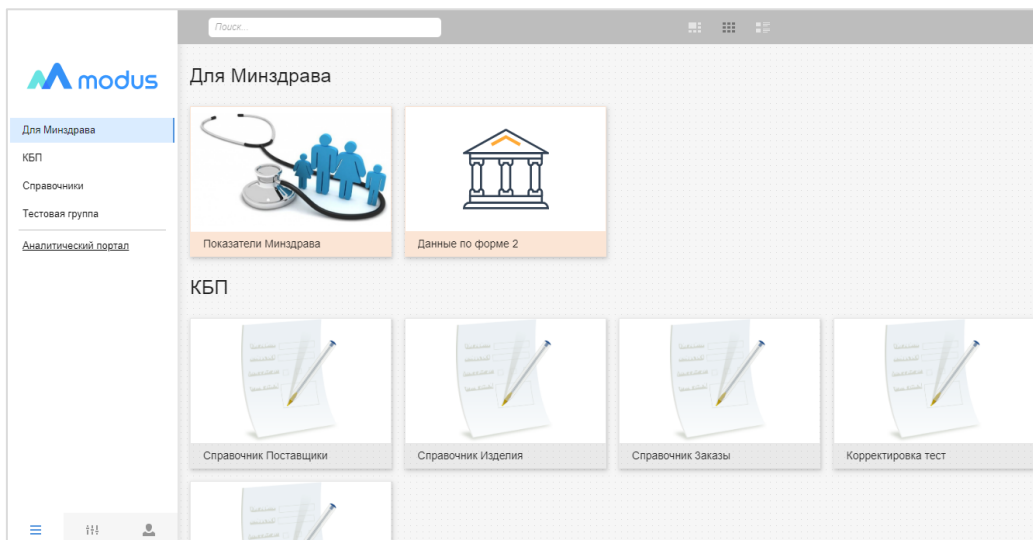 Поиск...
modus
Для Минздрава
КБП
Справочники
Тестовая группа
Аналитический портал
Для Минздрава
Показатели Минздрава
Данные по форме 2
КБП
Справочник Поставщики
Справочник Изделия
Справочник Заказы
Корректировка тест